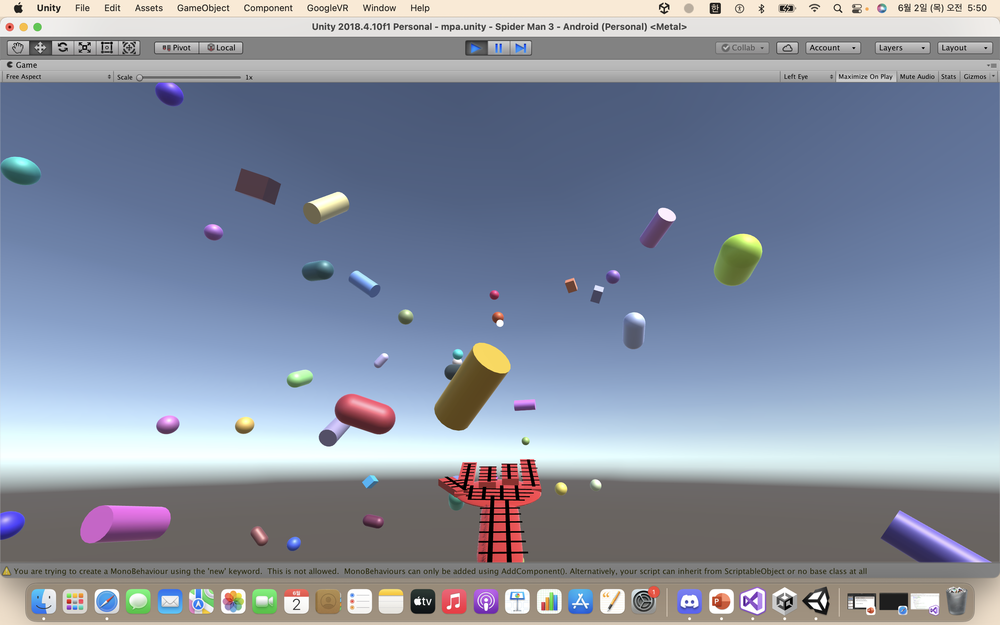 Unity File Edit Assets GameObject Component GoogleVR Window Help 한 6월 2일 (목) 오전 5:50
Unity 2018.4.10f1 Personal - mpa.unity - Spider Man 3 - Android (Personal) <Metal>
Pivot Local Collab Account Layers Layout
Game
Free Aspect Scale 1x Left Eye Maximize On Play Mute Audio Stats Gizmos
You are trying to create a MonoBehaviour using the 'new' keyword.  This is not allowed.  MonoBehaviours can only be added using AddComponent(). Alternatively, your script can inherit from ScriptableObject or no base class at all
6월
2
tv
1
P
P